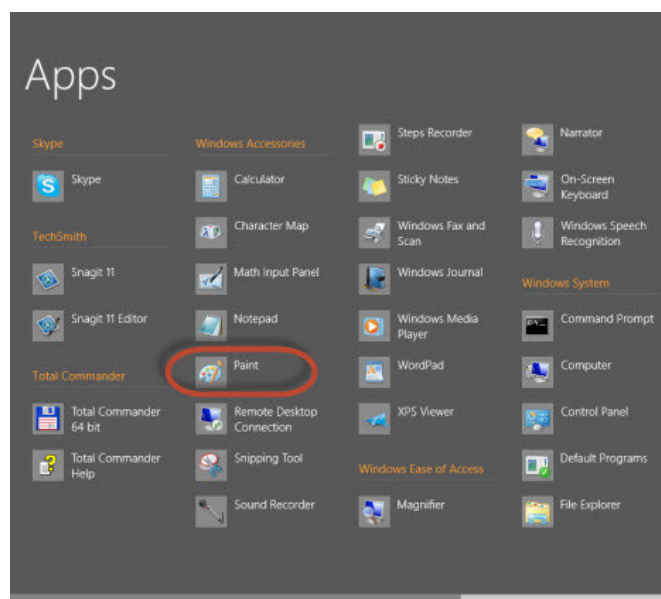 Apps
Skype
Skype
TechSmith
Snagit 11
Snagit 11 Editor
Total Commander
Total Commander
64 bit
Total Commander
Help
Windows Accessories
Calculator
Character Map
Math Input Panel
Notepad
Paint
Remote Desktop
Connection
Snipping Tool
Sound Recorder
Steps Recorder
Sticky Notes
Windows Fax and
Scan
Windows Journal
Windows Media
Player
WordPad
XPS Viewer
Windows Ease of Access
Magnifier
Narrator
On-Screen
Keyboard
Windows Speech
Recognition
Windows System
Command Prompt
Computer
Control Panel
Default Programs
File Explorer